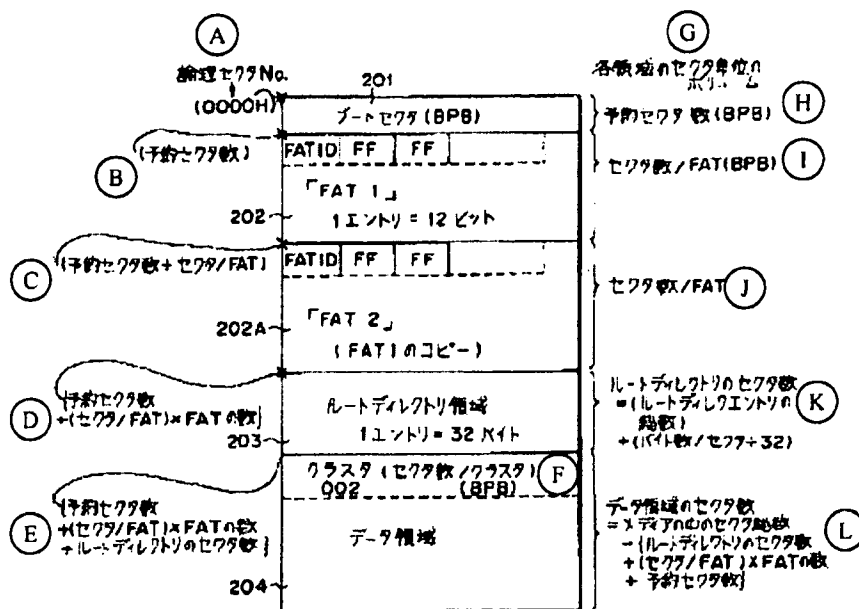 A
論理セクタNo.
(0000H)
201
ブートセクタ(BPB)
G
各領域のセクタ単位の
ボリューム
予約セクタ数(BPB)
H
B
(予約セクタ数)
FATID FF FF
セクタ数/FAT(BPB)
I
「FAT 1」
202
1エントリ=12ビット
C
(予約セクタ数+セクタ/FAT)
FATID FF FF
セクタ数/FAT
J
202A
「FAT 2」
(FAT1のコピー)
D
{予約セクタ数
+(セクタ/FAT)×FATの数}
ルートディレクトリ領域
203
1エントリ=32バイト
ルートディレクトリのセクタ数
=(ルートディレクエントリの
総数)
÷(バイト数/セクタ÷32)
K
クラスタ(セクタ数/クラスタ)
002 (BPB)
F
E
{予約セクタ数
+(セクタ/FAT)×FATの数
+ルートディレクトリのセクタ数}
データ領域
204
データ領域のセクタ数
=メディアの中のセクタ総数
-{ルートディレクトリのセクタ数
+(セクタ/FAT)×FATの数
+予約セクタ数}
L